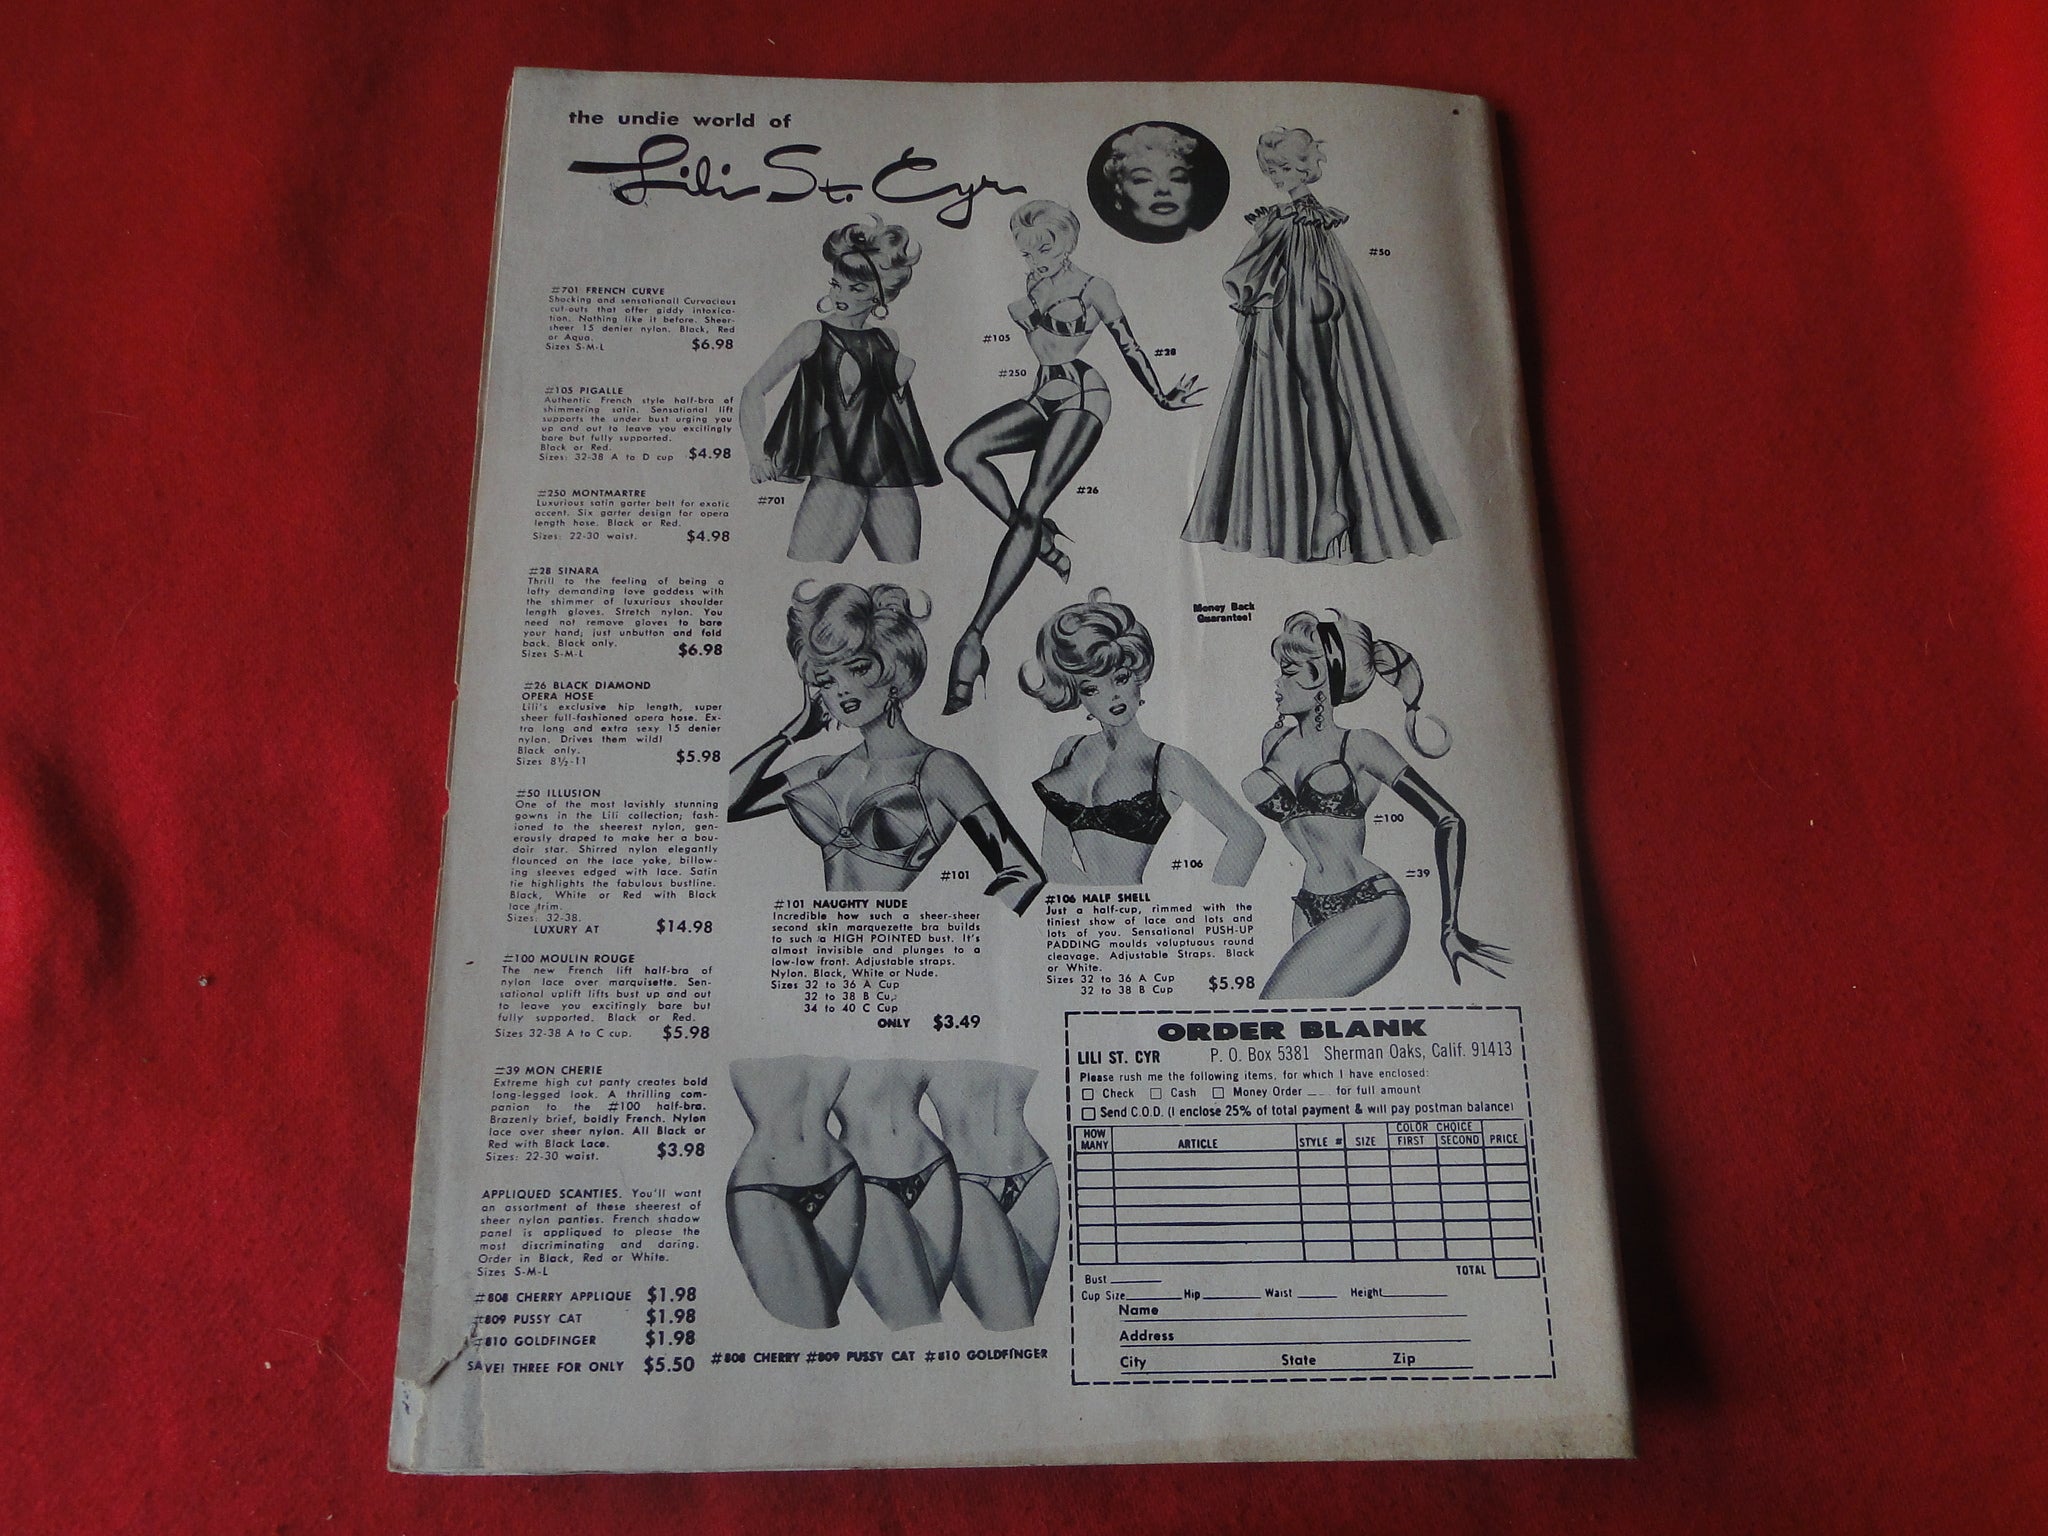 the undie world of
Lili St. Cyr
#701 FRENCH CURVE
Shocking and sensational! Curvacious
cut-outs that offer giddy intoxica-
tion. Nothing like it before. Sheer-
sheer 15 denier nylon. Black, Red
or Aqua.
Sizes S-M-L $6.98
#105 PIGALLE
Authentic French style half-bra of
shimmering satin. Sensational lift
supports the under bust urging you
up and out to leave you excitingly
bare but fully supported.
Black or Red.
Sizes: 32-38 A to D cup $4.98
#250 MONTMARTRE
Luxurious satin garter belt for exotic
accent. Six garter design for opera
length hose. Black or Red.
Sizes: 22-30 waist. $4.98
#28 SINARA
Thrill to the feeling of being a
lofty demanding love goddess with
the shimmer of luxurious shoulder
length gloves. Stretch nylon. You
need not remove gloves to bare
your hand; just unbutton and fold
back. Black only.
Sizes S-M-L $6.98
#26 BLACK DIAMOND
OPERA HOSE
Lili's exclusive hip length, super
sheer full-fashioned opera hose. Ex-
tra long and extra sexy 15 denier
nylon. Drives them wild!
Black only.
Sizes 8½-11 $5.98
#50 ILLUSION
One of the most lavishly stunning
gowns in the Lili collection; fash-
ioned to the sheerest nylon, gen-
erously draped to make her a bou-
doir star. Shirred nylon elegantly
flounced on the lace yoke, billow-
ing sleeves edged with lace. Satin
tie highlights the fabulous bustline.
Black, White or Red with Black
lace trim.
Sizes: 32-38.
LUXURY AT $14.98
#100 MOULIN ROUGE
The new French lift half-bra of
nylon lace over marquisette. Sen-
sational uplift lifts bust up and out
to leave you excitingly bare but
fully supported. Black or Red.
Sizes 32-38 A to C cup. $5.98
#39 MON CHERIE
Extreme high cut panty creates bold
long-legged look. A thrilling com-
panion to the #100 half-bra.
Brazenly brief, boldly French. Nylon
lace over sheer nylon. All Black or
Red with Black Lace.
Sizes: 22-30 waist. $3.98
APPLIQUED SCANTIES. You'll want
an assortment of these sheerest of
sheer nylon panties. French shadow
panel is appliqued to please the
most discriminating and daring.
Order in Black, Red or White.
Sizes S-M-L
#808 CHERRY APPLIQUE $1.98
#809 PUSSY CAT $1.98
#810 GOLDFINGER $1.98
SAVE! THREE FOR ONLY $5.50
#701
#105
#250
#28
#26
#50
Money Back
Guarantee!
#101
#106
#100
#39
#101 NAUGHTY NUDE
Incredible how such a sheer-sheer
second skin marquezette bra builds
to such a HIGH POINTED bust. It's
almost invisible and plunges to a
low-low front. Adjustable straps.
Nylon. Black, White or Nude.
Sizes 32 to 36 A Cup
32 to 38 B Cup
34 to 40 C Cup
ONLY $3.49
#106 HALF SHELL
Just a half-cup, rimmed with the
tiniest show of lace and lots and
lots of you. Sensational PUSH-UP
PADDING moulds voluptuous round
cleavage. Adjustable Straps. Black
or White.
Sizes 32 to 36 A Cup
32 to 38 B Cup $5.98
#808 CHERRY #809 PUSSY CAT #810 GOLDFINGER
ORDER BLANK
LILI ST. CYR P. O. Box 5381 Sherman Oaks, Calif. 91413
Please rush me the following items, for which I have enclosed:
☐ Check ☐ Cash ☐ Money Order ____ for full amount
☐ Send C.O.D. (I enclose 25% of total payment & will pay postman balance)
HOW MANY ARTICLE STYLE # SIZE COLOR CHOICE FIRST SECOND PRICE
TOTAL
Bust
Cup Size Hip Waist Height
Name
Address
City State Zip